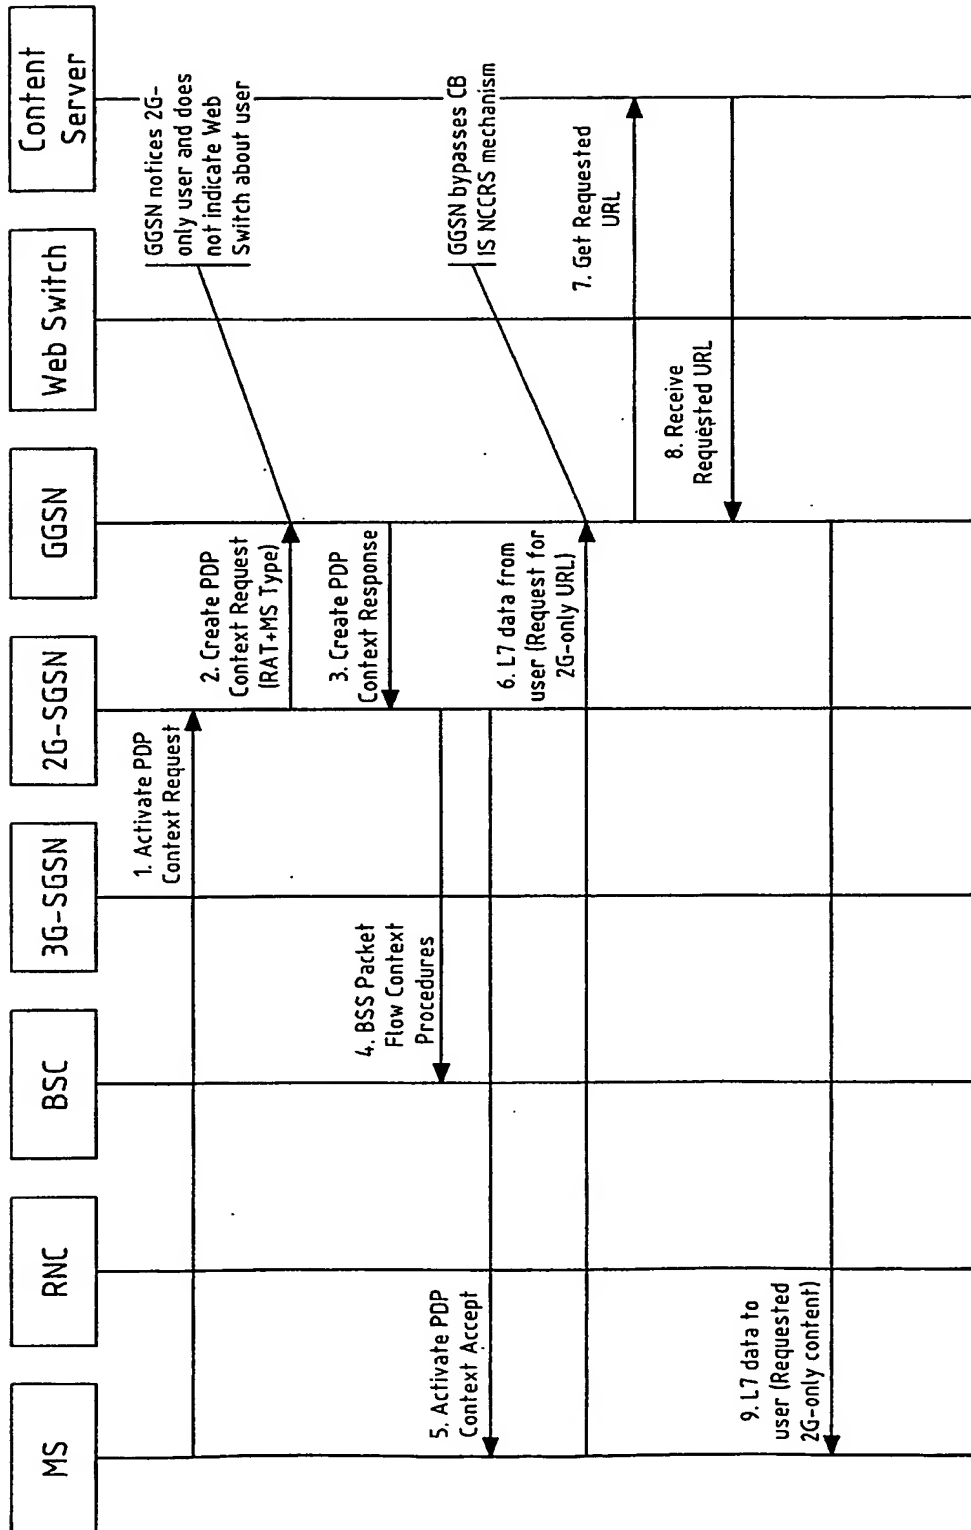 MS
RNC
BSC
3G-SGSN
2G-SGSN
GGSN
Web Switch
Content
Server
1. Activate PDP
Context Request
2. Create PDP
Context Request
(RAT+MS Type)
GGSN notices 2G-
only user and does
not indicate Web
Switch about user
3. Create PDP
Context Response
4. BSS Packet
Flow Context
Procedures
5. Activate PDP
Context Accept
6. L7 data from
user (Request for
2G-only URL)
GGSN bypasses CB
IS NCCRS mechanism
7. Get Requested
URL
8. Receive
Requested URL
9. L7 data to
user (Requested
2G-only content)